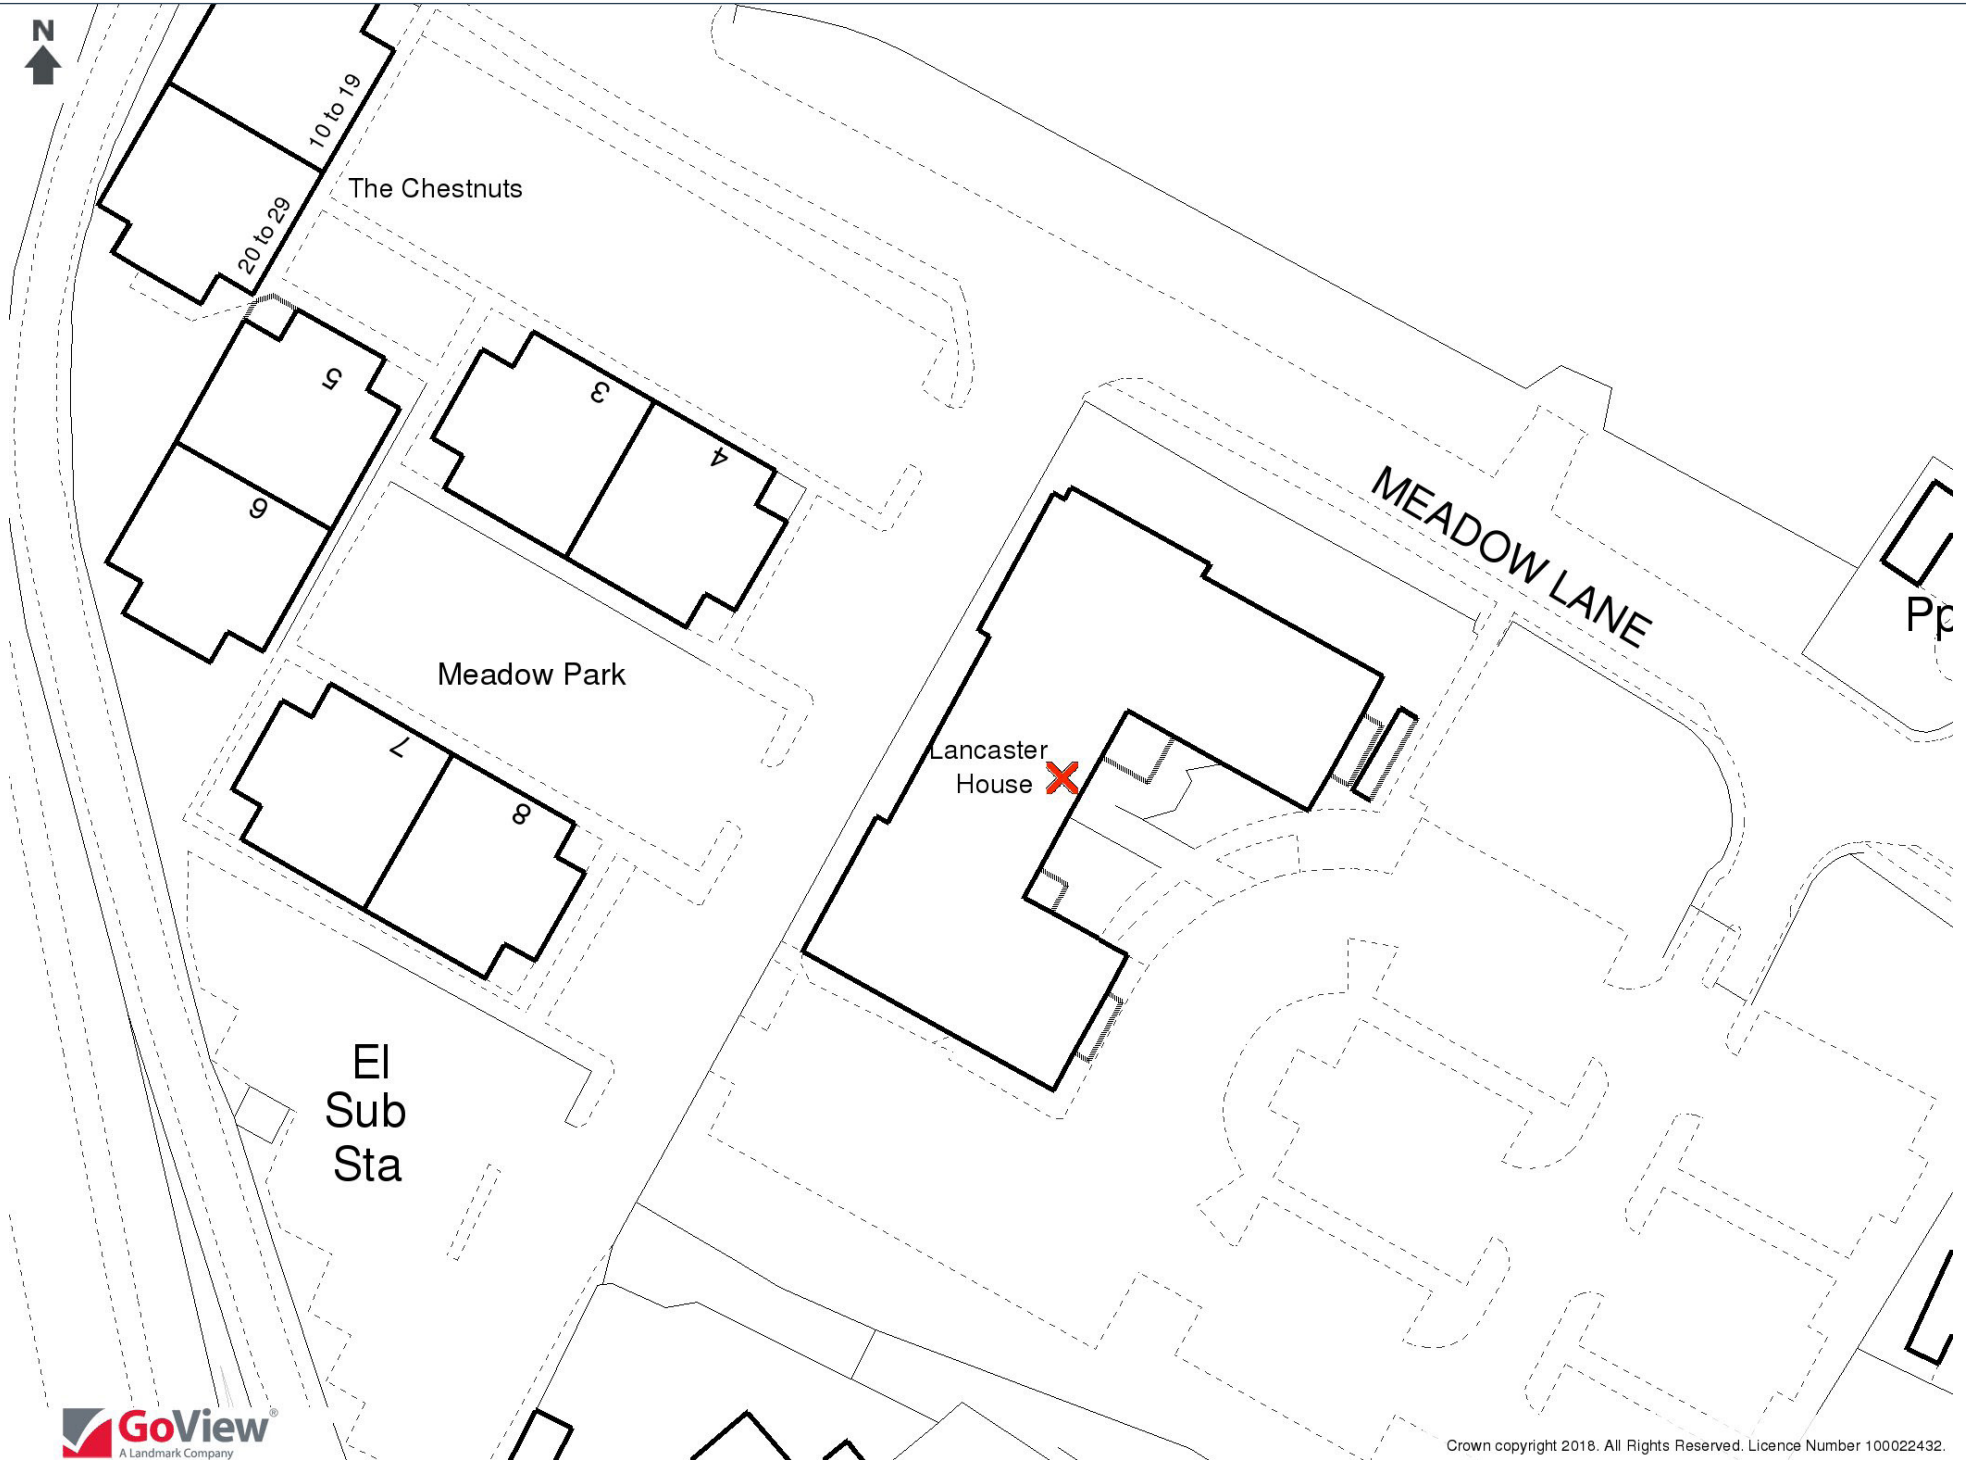 N
10 to 19
The Chestnuts
20 to 29
5
3
4
6
MEADOW LANE
Pp
Meadow Park
7
Lancaster
House
8
El
Sub
Sta
GoView®
A Landmark Company
Crown copyright 2018. All Rights Reserved. Licence Number 100022432.